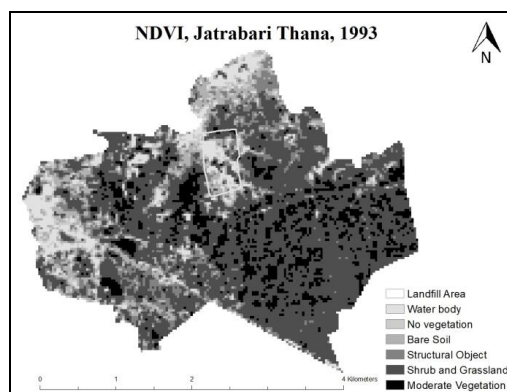 NDVI, Jatrabari Thana, 1993
N
Landfill Area
Water body
No vegetation
Bare Soil
Structural Object
Shrub and Grassland
Moderate Vegetation
0 1 2 4 Kilometers